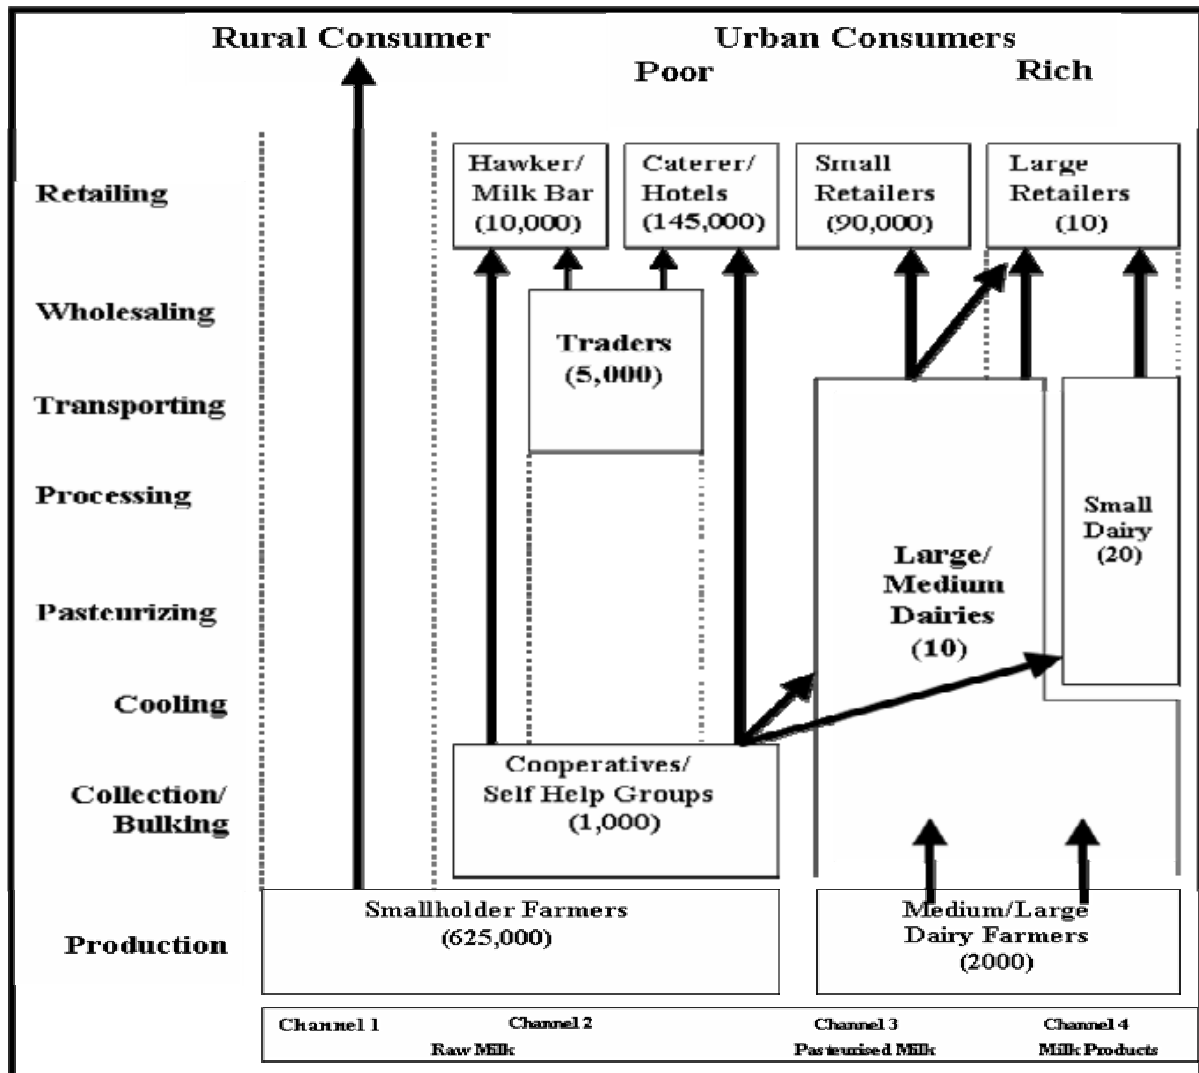 Rural Consumer
Urban Consumers
Poor
Rich
Retailing
Hawker/
Milk Bar
(10,000)
Caterer/
Hotels
(145,000)
Small
Retailers
(90,000)
Large
Retailers
(10)
Wholesaling
Traders
(5,000)
Transporting
Processing
Small
Dairy
(20)
Large/
Medium
Dairies
(10)
Pasteurizing
Cooling
Cooperatives/
Self Help Groups
(1,000)
Collection/
Bulking
Smallholder Farmers
(625,000)
Medium/Large
Dairy Farmers
(2000)
Production
Channel 1
Channel 2
Channel 3
Channel 4
Raw Milk
Pasteurised Milk
Milk Products